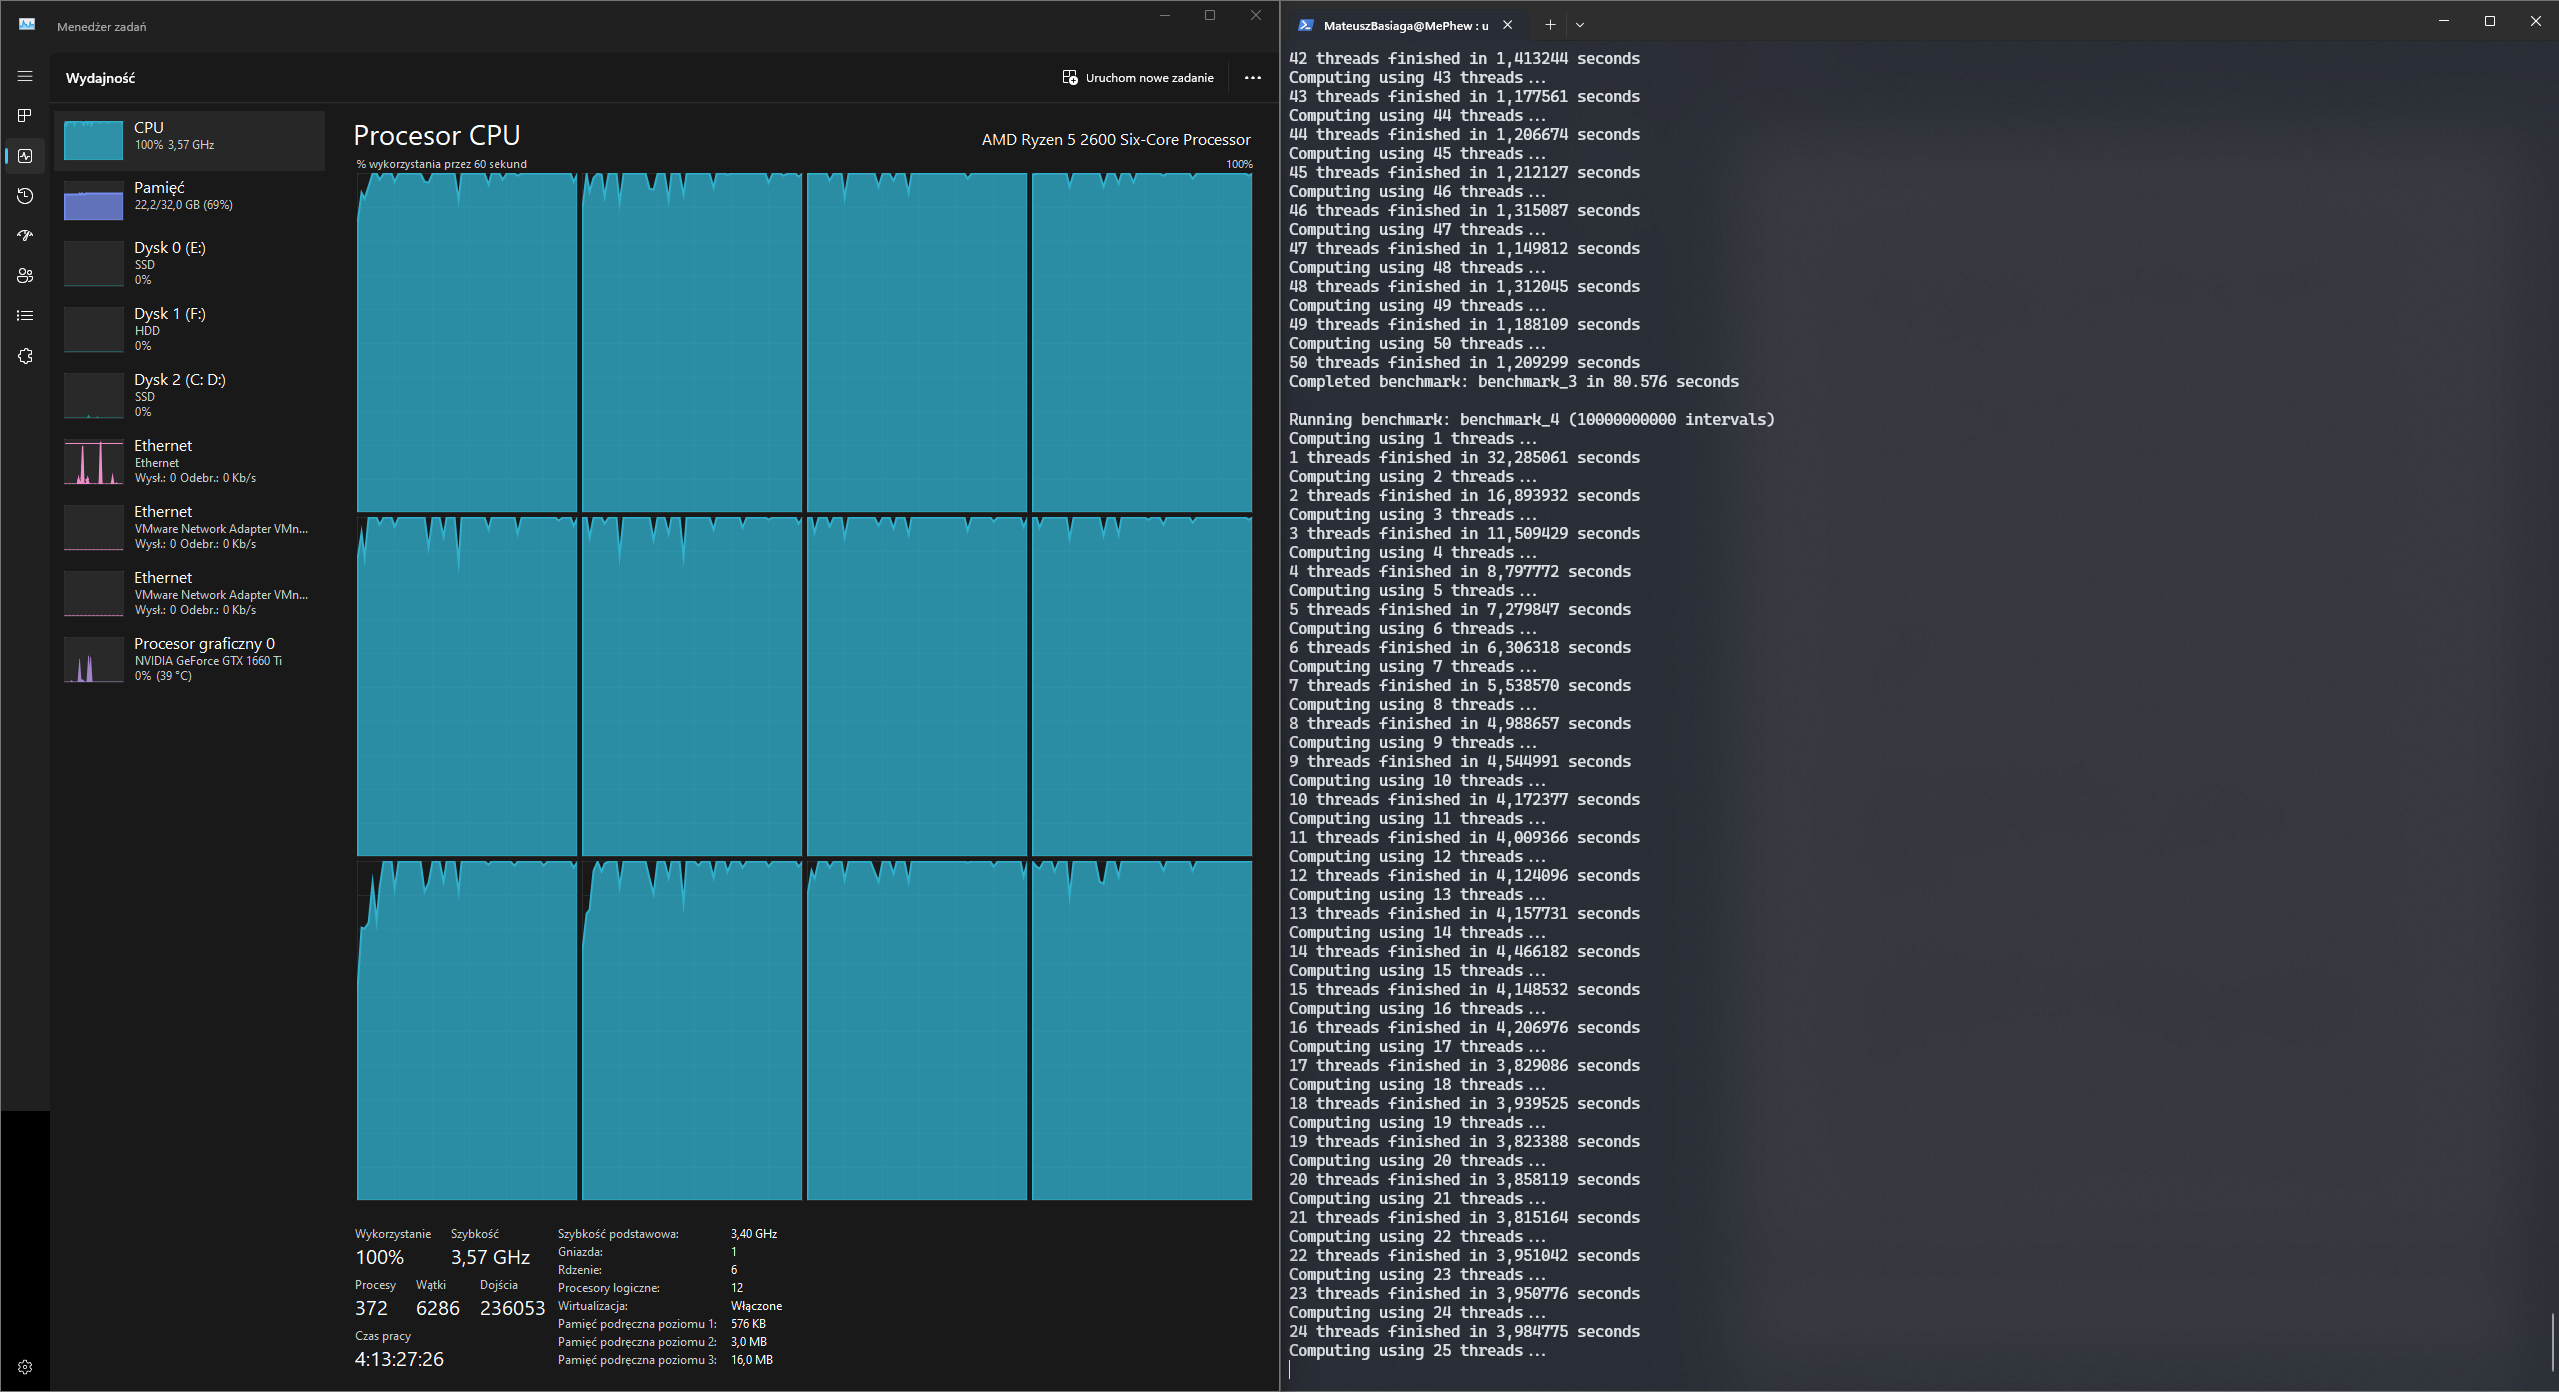 Menedżer zadań
Wydajność
Uruchom nowe zadanie
CPU
100% 3,57 GHz
Pamięć
22,2/32,0 GB (69%)
Dysk 0 (E:)
SSD
0%
Dysk 1 (F:)
HDD
0%
Dysk 2 (C: D:)
SSD
0%
Ethernet
Ethernet
Wysł.: 0 Odebr.: 0 Kb/s
Ethernet
VMware Network Adapter VMn...
Wysł.: 0 Odebr.: 0 Kb/s
Ethernet
VMware Network Adapter VMn...
Wysł.: 0 Odebr.: 0 Kb/s
Procesor graficzny 0
NVIDIA GeForce GTX 1660 Ti
0% (39 °C)
Procesor CPU
AMD Ryzen 5 2600 Six-Core Processor
% wykorzystania przez 60 sekund
100%
Wykorzystanie
100%
Szybkość
3,57 GHz
Procesy
372
Wątki
6286
Dojścia
236053
Czas pracy
4:13:27:26
Szybkość podstawowa: 3,40 GHz
Gniazda: 1
Rdzenie: 6
Procesory logiczne: 12
Wirtualizacja: Włączone
Pamięć podręczna poziomu 1: 576 KB
Pamięć podręczna poziomu 2: 3,0 MB
Pamięć podręczna poziomu 3: 16,0 MB
MateuszBasiaga@MePhew : u
42 threads finished in 1,413244 seconds
Computing using 43 threads...
43 threads finished in 1,177561 seconds
Computing using 44 threads...
44 threads finished in 1,206674 seconds
Computing using 45 threads...
45 threads finished in 1,212127 seconds
Computing using 46 threads...
46 threads finished in 1,315087 seconds
Computing using 47 threads...
47 threads finished in 1,149812 seconds
Computing using 48 threads...
48 threads finished in 1,312045 seconds
Computing using 49 threads...
49 threads finished in 1,188109 seconds
Computing using 50 threads...
50 threads finished in 1,209299 seconds
Completed benchmark: benchmark_3 in 80.576 seconds
Running benchmark: benchmark_4 (10000000000 intervals)
Computing using 1 threads...
1 threads finished in 32,285061 seconds
Computing using 2 threads...
2 threads finished in 16,893932 seconds
Computing using 3 threads...
3 threads finished in 11,509429 seconds
Computing using 4 threads...
4 threads finished in 8,797772 seconds
Computing using 5 threads...
5 threads finished in 7,279847 seconds
Computing using 6 threads...
6 threads finished in 6,306318 seconds
Computing using 7 threads...
7 threads finished in 5,538570 seconds
Computing using 8 threads...
8 threads finished in 4,988657 seconds
Computing using 9 threads...
9 threads finished in 4,544991 seconds
Computing using 10 threads...
10 threads finished in 4,172377 seconds
Computing using 11 threads...
11 threads finished in 4,009366 seconds
Computing using 12 threads...
12 threads finished in 4,124096 seconds
Computing using 13 threads...
13 threads finished in 4,157731 seconds
Computing using 14 threads...
14 threads finished in 4,466182 seconds
Computing using 15 threads...
15 threads finished in 4,148532 seconds
Computing using 16 threads...
16 threads finished in 4,206976 seconds
Computing using 17 threads...
17 threads finished in 3,829086 seconds
Computing using 18 threads...
18 threads finished in 3,939525 seconds
Computing using 19 threads...
19 threads finished in 3,823388 seconds
Computing using 20 threads...
20 threads finished in 3,858119 seconds
Computing using 21 threads...
21 threads finished in 3,815164 seconds
Computing using 22 threads...
22 threads finished in 3,951042 seconds
Computing using 23 threads...
23 threads finished in 3,950776 seconds
Computing using 24 threads...
24 threads finished in 3,984775 seconds
Computing using 25 threads...